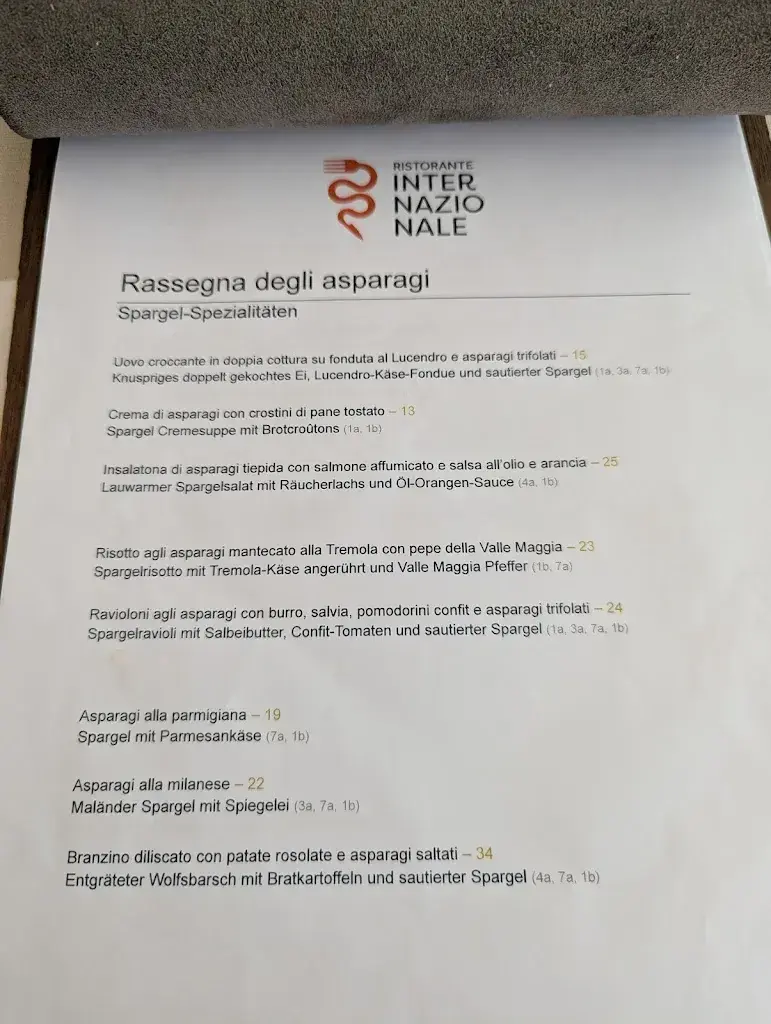 RISTORANTE
INTER
NAZIO
NALE
Rassegna degli asparagi
Spargel-Spezialitäten
Uovo croccante in doppia cottura su fonduta al Lucendro e asparagi trifolati – 15
Knuspriges doppelt gekochtes Ei, Lucendro-Käse-Fondue und sautierter Spargel (1a, 3a, 7a, 1b)
Crema di asparagi con crostini di pane tostato – 13
Spargel Cremesuppe mit Brotcroûtons (1a, 1b)
Insalatona di asparagi tiepida con salmone affumicato e salsa all'olio e arancia – 25
Lauwarmer Spargelsalat mit Räucherlachs und Öl-Orangen-Sauce (4a, 1b)
Risotto agli asparagi mantecato alla Tremola con pepe della Valle Maggia – 23
Spargelrisotto mit Tremola-Käse angerührt und Valle Maggia Pfeffer (1b, 7a)
Ravioloni agli asparagi con burro, salvia, pomodorini confit e asparagi trifolati – 24
Spargelravioli mit Salbeibutter, Confit-Tomaten und sautierter Spargel (1a, 3a, 7a, 1b)
Asparagi alla parmigiana – 19
Spargel mit Parmesankäse (7a, 1b)
Asparagi alla milanese – 22
Maländer Spargel mit Spiegelei (3a, 7a, 1b)
Branzino diliscato con patate rosolate e asparagi saltati – 34
Entgräteter Wolfsbarsch mit Bratkartoffeln und sautierter Spargel (4a, 7a, 1b)